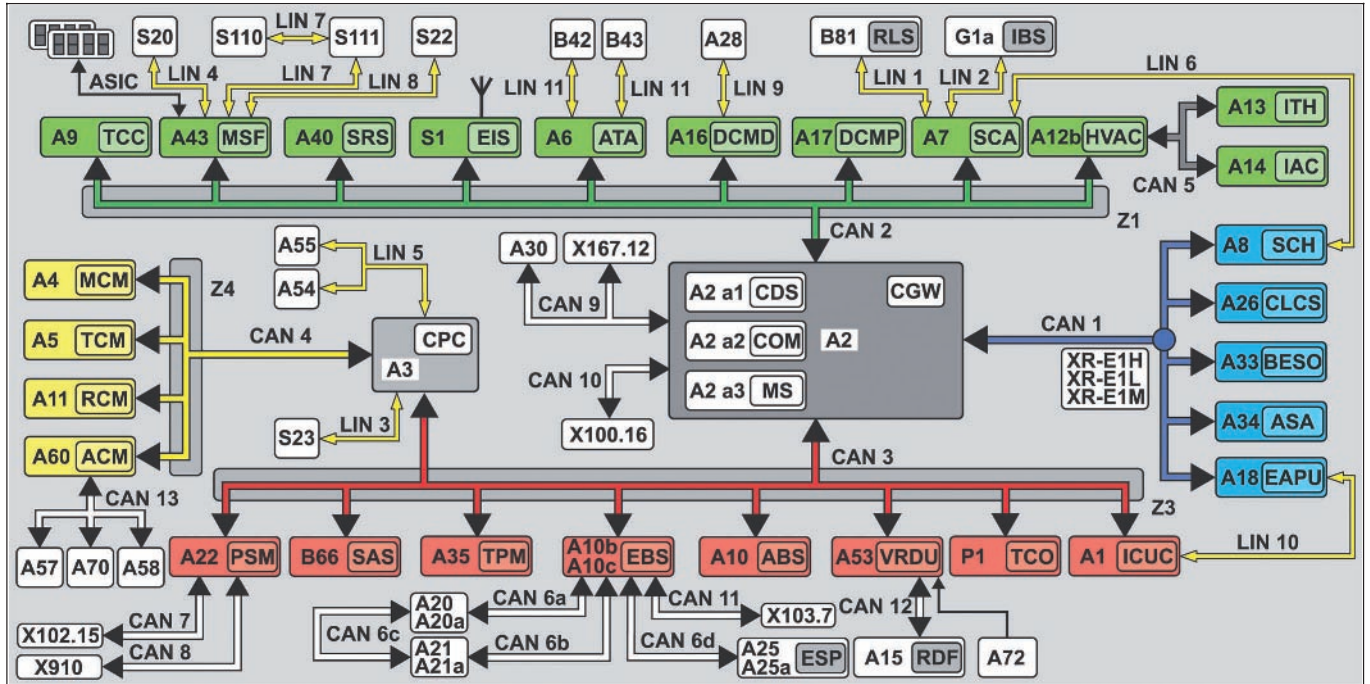 LIN 7
S20
S110
S111
S22
B42
B43
A28
B81 RLS
G1a IBS
ASIC
LIN 4
LIN 7
LIN 8
LIN 11
LIN 11
LIN 9
LIN 1
LIN 2
LIN 6
A9 TCC
A43 MSF
A40 SRS
S1 EIS
A6 ATA
A16 DCMD
A17 DCMP
A7 SCA
A12b HVAC
A13 ITH
A14 IAC
CAN 5
Z1
CAN 2
A55
A54
LIN 5
A30
X167.12
CAN 9
A4 MCM
A5 TCM
A11 RCM
A60 ACM
Z4
CAN 4
CPC
A3
A2 a1 CDS
CGW
A2 a2 COM
A2
A2 a3 MS
CAN 1
XR-E1H
XR-E1L
XR-E1M
A8 SCH
A26 CLCS
A33 BESO
A34 ASA
A18 EAPU
CAN 10
X100.16
S23
LIN 3
CAN 3
Z3
CAN 13
A57
A70
A58
LIN 10
A22 PSM
B66 SAS
A35 TPM
A10b
A10c
EBS
A10 ABS
A53 VRDU
P1 TCO
A1 ICUC
CAN 7
X102.15
CAN 8
X910
CAN 6c
A20
A20a
CAN 6a
A21
A21a
CAN 6b
CAN 11
X103.7
CAN 6d
A25
A25a
ESP
CAN 12
A15 RDF
A72